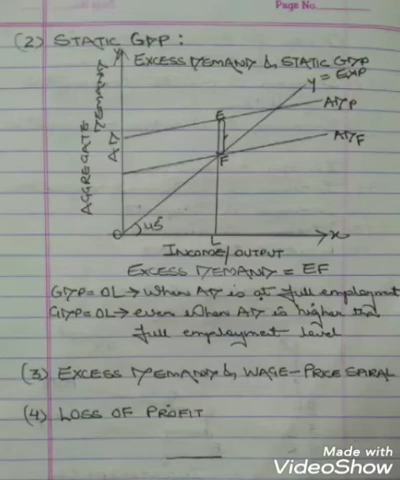 Page No.
(2) STATIC GDP:
Y
EXCESS DEMAND & STATIC GDP
Y = EXP
ADP
E
ADF
F
AGGREGATE DEMAND
AD
O
45
L
X
INCOME/OUTPUT
EXCESS DEMAND = EF
GDP = OL → When AD is at full employment
GDP = OL → even when AD is higher than
full employment level
(3) EXCESS DEMAND & WAGE-PRICE SPIRAL
(4) LOSS OF PROFIT
Made with
VideoShow